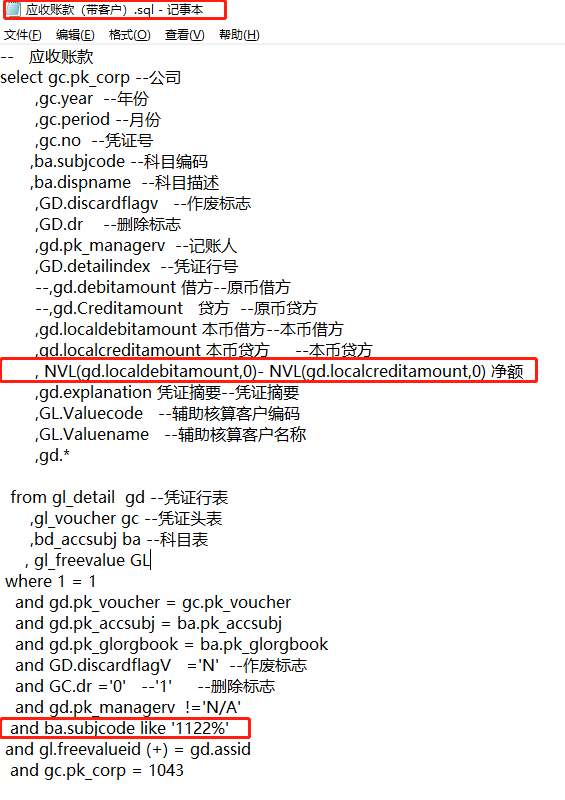 应收账款（带客户）.sql - 记事本
文件(F) 编辑(E) 格式(O) 查看(V) 帮助(H)
-- 应收账款
select gc.pk_corp --公司
,gc.year --年份
,gc.period --月份
,gc.no --凭证号
,ba.subjcode --科目编码
,ba.dispname --科目描述
,GD.discardflagv --作废标志
,GD.dr --删除标志
,gd.pk_managerv --记账人
,GD.detailindex --凭证行号
--,gd.debitamount 借方--原币借方
--,gd.Creditamount 贷方 --原币贷方
,gd.localdebitamount 本币借方--本币借方
,gd.localcreditamount 本币贷方 --本币贷方
, NVL(gd.localdebitamount,0)- NVL(gd.localcreditamount,0) 净额
,gd.explanation 凭证摘要--凭证摘要
,GL.Valuecode --辅助核算客户编码
,GL.Valuename --辅助核算客户名称
,gd.*
from gl_detail gd --凭证行表
,gl_voucher gc --凭证头表
,bd_accsubj ba --科目表
, gl_freevalue GL
where 1 = 1
and gd.pk_voucher = gc.pk_voucher
and gd.pk_accsubj = ba.pk_accsubj
and gd.pk_glorgbook = ba.pk_glorgbook
and GD.discardflagV ='N' --作废标志
and GC.dr ='0' --'1' --删除标志
and gd.pk_managerv !='N/A'
and ba.subjcode like '1122%'
and gl.freevalueid (+) = gd.assid
and gc.pk_corp = 1043